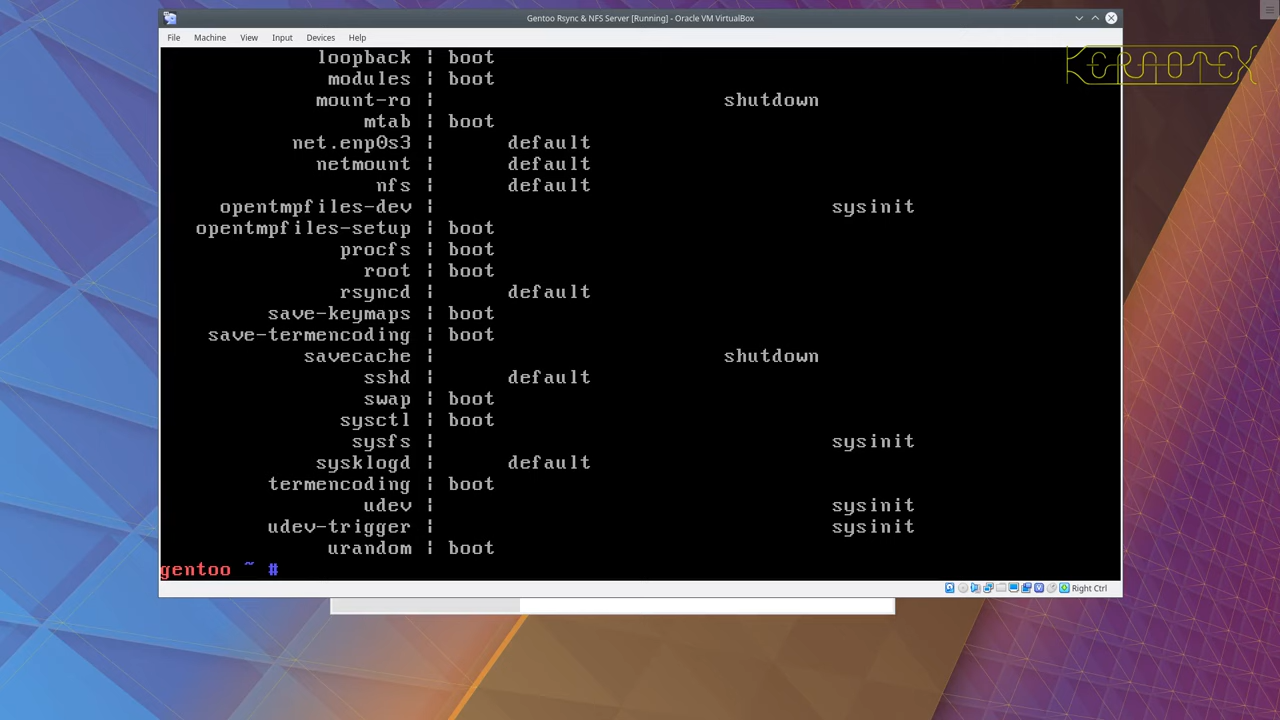 Gentoo Rsync & NFS Server [Running] - Oracle VM VirtualBox
File Machine View Input Devices Help
KERAOTEX
loopback | boot
modules | boot
mount-ro | shutdown
mtab | boot
net.enp0s3 | default
netmount | default
nfs | default
opentmpfiles-dev | sysinit
opentmpfiles-setup | boot
procfs | boot
root | boot
rsyncd | default
save-keymaps | boot
save-termencoding | boot
savecache | shutdown
sshd | default
swap | boot
sysctl | boot
sysfs | sysinit
sysklogd | default
termencoding | boot
udev | sysinit
udev-trigger | sysinit
urandom | boot
gentoo ~ #
Right Ctrl